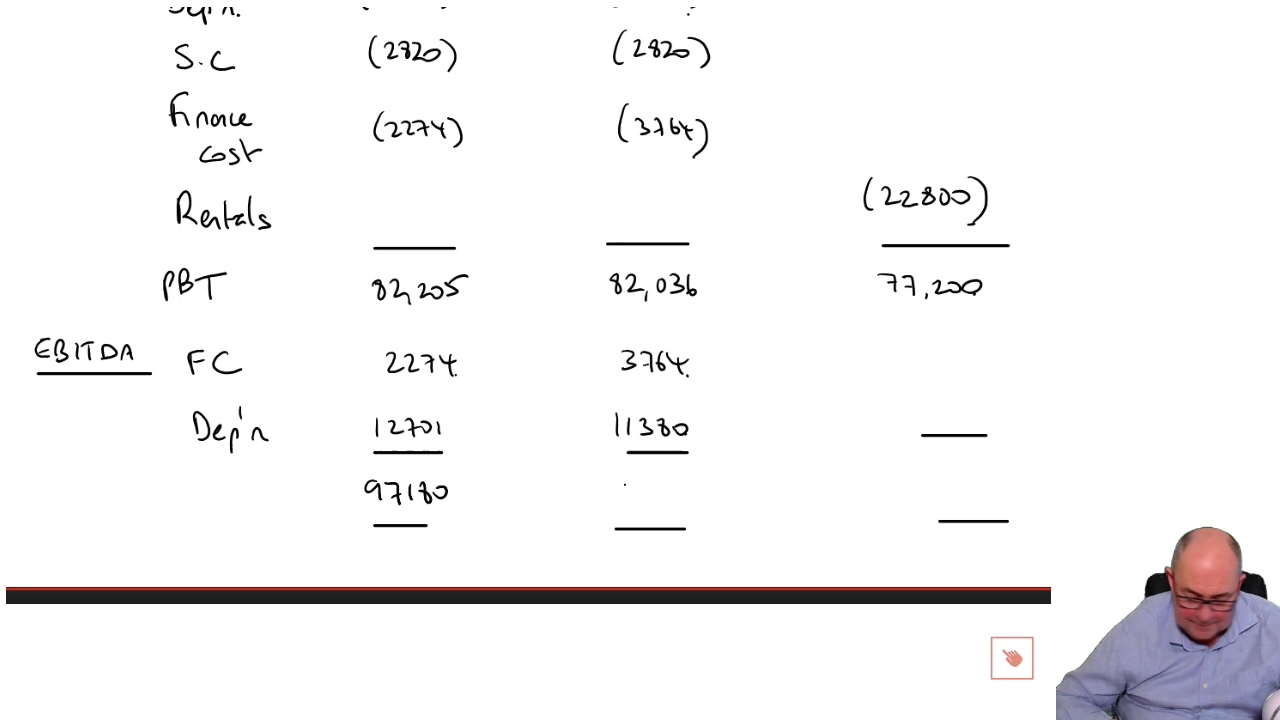 S.C (2820) (2820)
Finance (2274) (3764)
cost
Rentals (22800)
PBT 82,205 82,036 77,200
EBITDA FC 2274. 3764.
Dep'n 12701 11380
97180